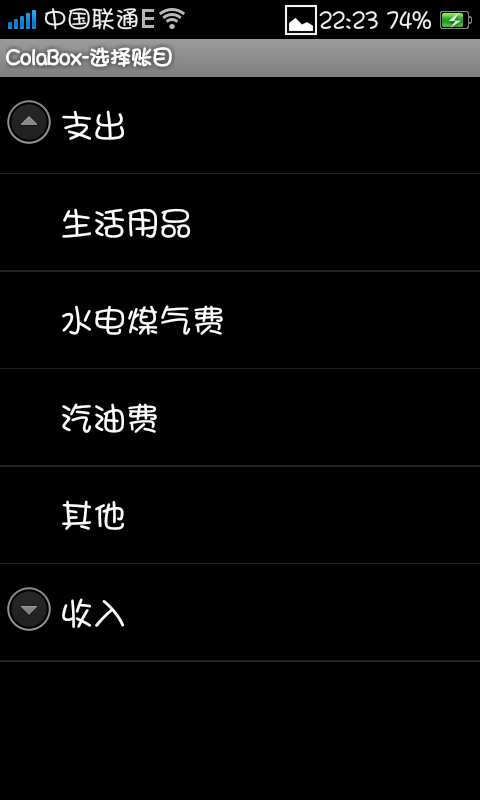 中国联通E 22:23 74%
ColaBox-选择账目
支出
生活用品
水电煤气费
汽油费
其他
收入